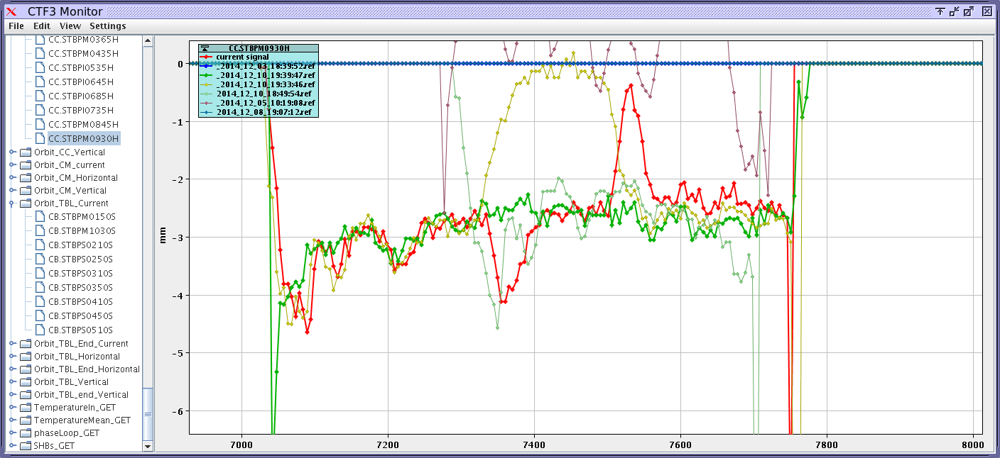 CTF3 Monitor
File Edit View Settings
CC.STBPM0365H
CC.STBPM0435H
CC.STBPI0535H
CC.STBPI0645H
CC.STBPI0685H
CC.STBPI0735H
CC.STBPM0845H
CC.STBPM0930H
Orbit_CC_Vertical
Orbit_CM_current
Orbit_CM_Horizontal
Orbit_CM_Vertical
Orbit_TBL_Current
CB.STBPM0150S
CB.STBPM1030S
CB.STBPS0210S
CB.STBPS0250S
CB.STBPS0310S
CB.STBPS0350S
CB.STBPS0410S
CB.STBPS0450S
CB.STBPS0510S
Orbit_TBL_End_Current
Orbit_TBL_Horizontal
Orbit_TBL_End_Horizontal
Orbit_TBL_Vertical
Orbit_TBL_end_Vertical
TemperatureIn_GET
TemperatureMean_GET
phaseLoop_GET
SHBs_GET
CC.STBPM0930H
current signal
_2014_12_03_18:39:52.ref
_2014_12_10_19:39:47.ref
_2014_12_10_19:33:46.ref
2014_12_10_18:49:54.ref
_2014_12_05_10:19:08.ref
2014_12_08_19:07:12.ref
0
-1
-2
-3
-4
-5
-6
mm
7000 7200 7400 7600 7800 8000